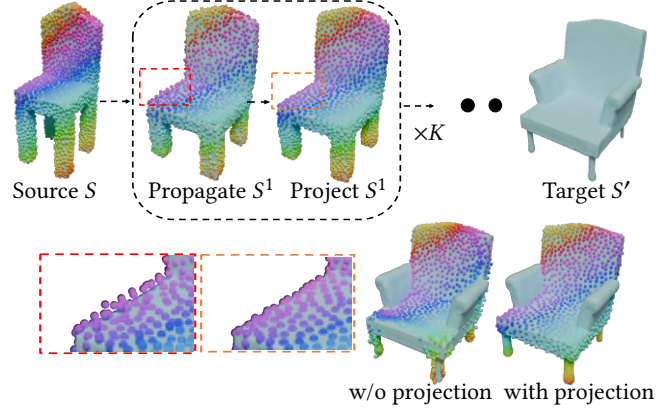 ×K
Source S
Propagate S¹
Project S¹
Target S′
w/o projection
with projection